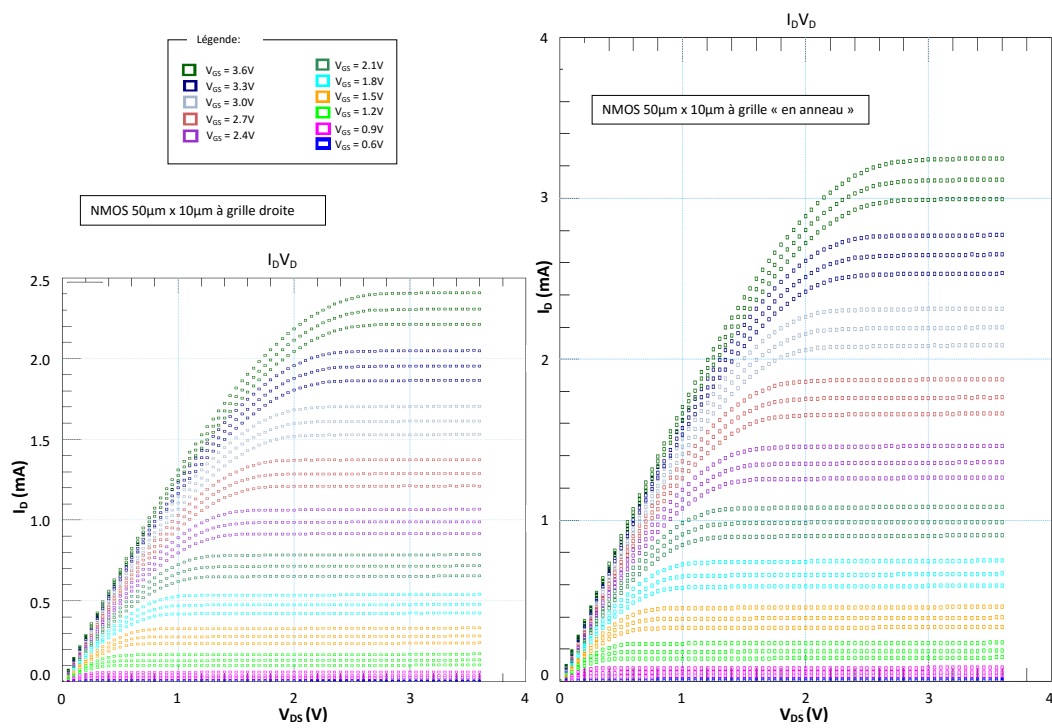 Légende:
VGS = 3.6V
VGS = 3.3V
VGS = 3.0V
VGS = 2.7V
VGS = 2.4V
VGS = 2.1V
VGS = 1.8V
VGS = 1.5V
VGS = 1.2V
VGS = 0.9V
VGS = 0.6V
NMOS 50µm x 10µm à grille droite
IDVD
2.5
2.0
1.5
1.0
0.5
0.0
ID (mA)
0 1 2 3 4
VDS (V)
IDVD
NMOS 50µm x 10µm à grille « en anneau »
4
3
2
1
0
ID (mA)
0 1 2 3 4
VDS (V)